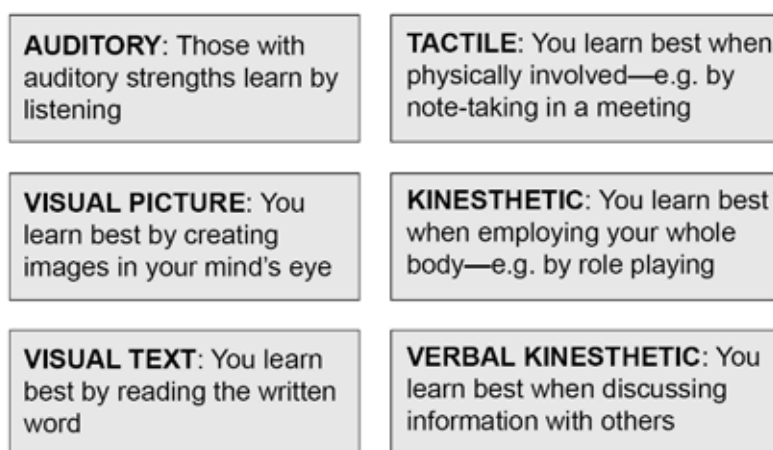 AUDITORY: Those with
auditory strengths learn by
listening
TACTILE: You learn best when
physically involved—e.g. by
note-taking in a meeting
VISUAL PICTURE: You
learn best by creating
images in your mind's eye
KINESTHETIC: You learn best
when employing your whole
body—e.g. by role playing
VISUAL TEXT: You learn
best by reading the written
word
VERBAL KINESTHETIC: You
learn best when discussing
information with others